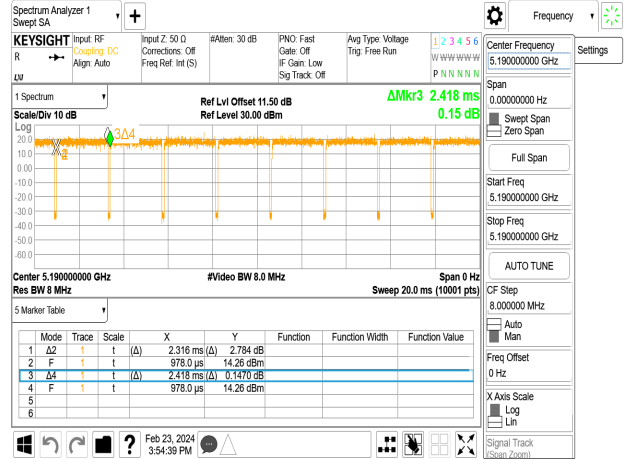 Spectrum Analyzer 1
Swept SA
Frequency
KEYSIGHT
R
Input: RF
Coupling: DC
Align: Auto
Input Z: 50 Ω
Corrections: Off
Freq Ref: Int (S)
#Atten: 30 dB
PNO: Fast
Gate: Off
IF Gain: Low
Sig Track: Off
Avg Type: Voltage
Trig: Free Run
1 2 3 4 5 6
W W W W W W
P N N N N N
1 Spectrum
Scale/Div 10 dB
Ref Lvl Offset 11.50 dB
Ref Level 30.00 dBm
ΔMkr3 2.418 ms
0.15 dB
Log
20.0
10.0
0.00
-10.0
-20.0
-30.0
-40.0
-50.0
-60.0
3Δ4
Center 5.190000000 GHz
Res BW 8 MHz
#Video BW 8.0 MHz
Span 0 Hz
Sweep 20.0 ms (10001 pts)
5 Marker Table
Mode Trace Scale X Y Function Function Width Function Value
1 Δ2 1 t (Δ) 2.316 ms (Δ) 2.784 dB
2 F 1 t 978.0 µs 14.26 dBm
3 Δ4 1 t (Δ) 2.418 ms (Δ) 0.1470 dB
4 F 1 t 978.0 µs 14.26 dBm
5
6
Feb 23, 2024
3:54:39 PM
Center Frequency
5.190000000 GHz
Settings
Span
0.00000000 Hz
Swept Span
Zero Span
Full Span
Start Freq
5.190000000 GHz
Stop Freq
5.190000000 GHz
AUTO TUNE
CF Step
8.000000 MHz
Auto
Man
Freq Offset
0 Hz
X Axis Scale
Log
Lin
Signal Track
(Span Zoom)